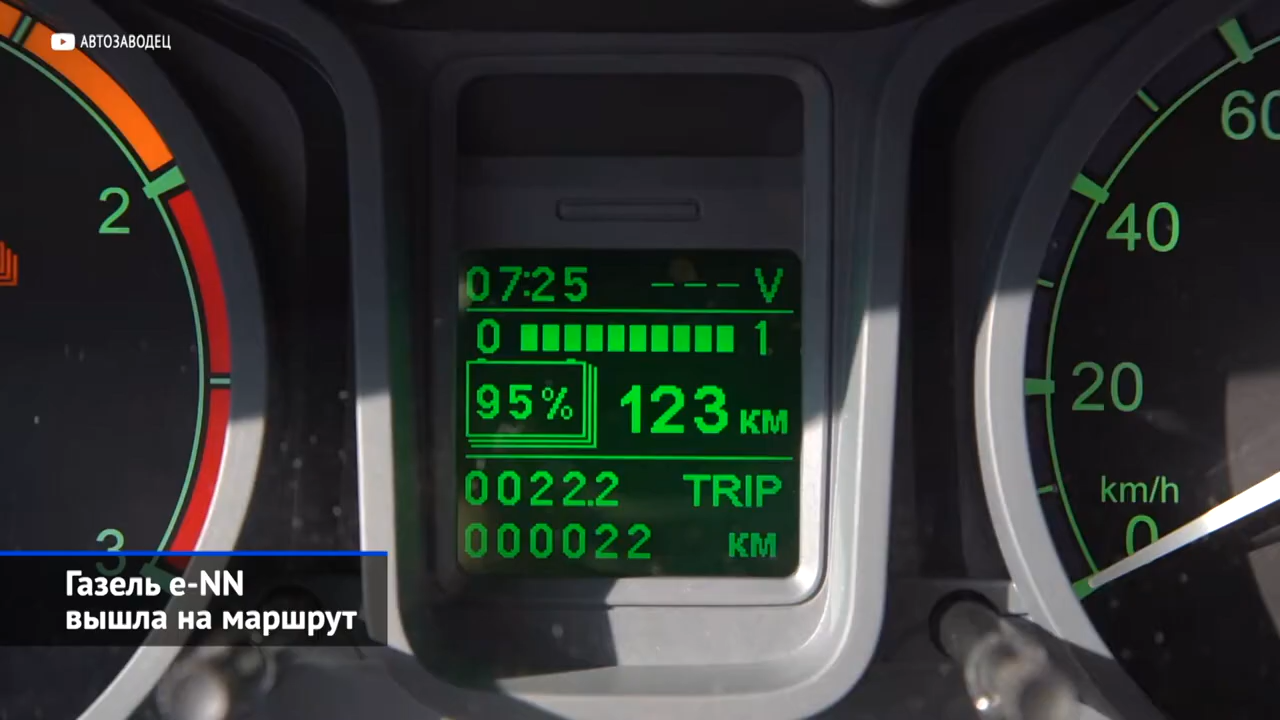 АВТОЗАВОДЕЦ
2
3
07:25 ---V
0 1
95% 123 КМ
0022.2 TRIP
000022 КМ
60
40
20
km/h
0
Газель e-NN
вышла на маршрут